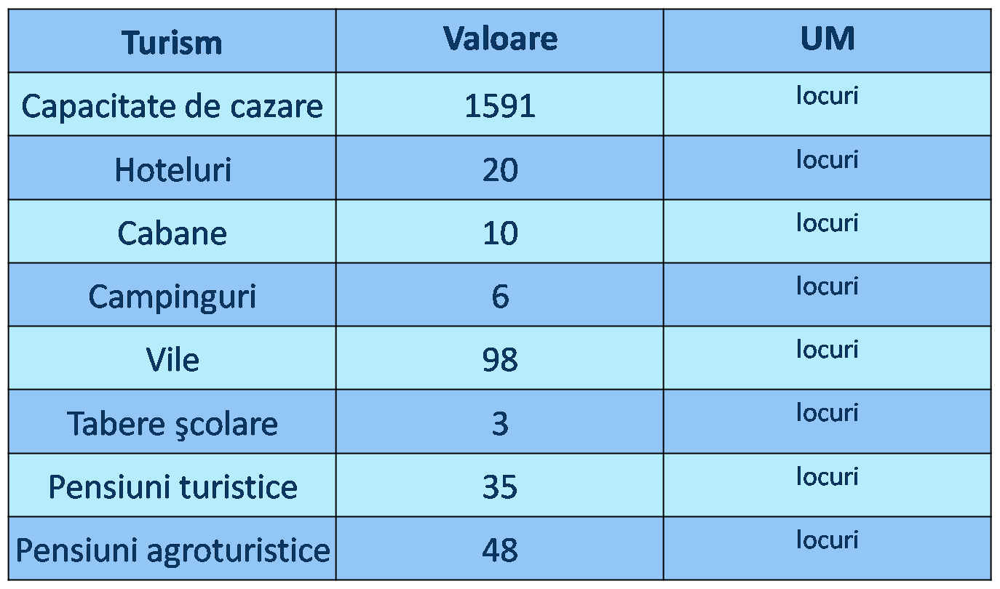 Turism Valoare UM
Capacitate de cazare 1591 locuri
Hoteluri 20 locuri
Cabane 10 locuri
Campinguri 6 locuri
Vile 98 locuri
Tabere şcolare 3 locuri
Pensiuni turistice 35 locuri
Pensiuni agroturistice 48 locuri